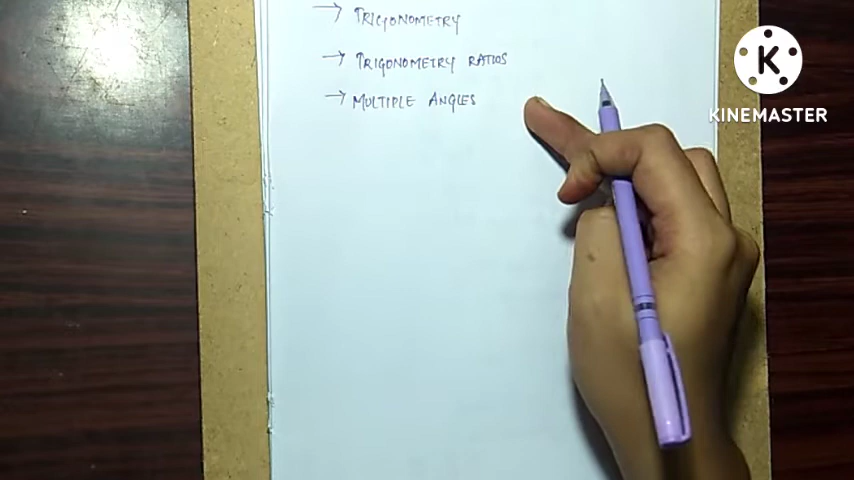 → TRIGONOMETRY
→ TRIGONOMETRY RATIOS
→ MULTIPLE ANGLES
K
KINEMASTER